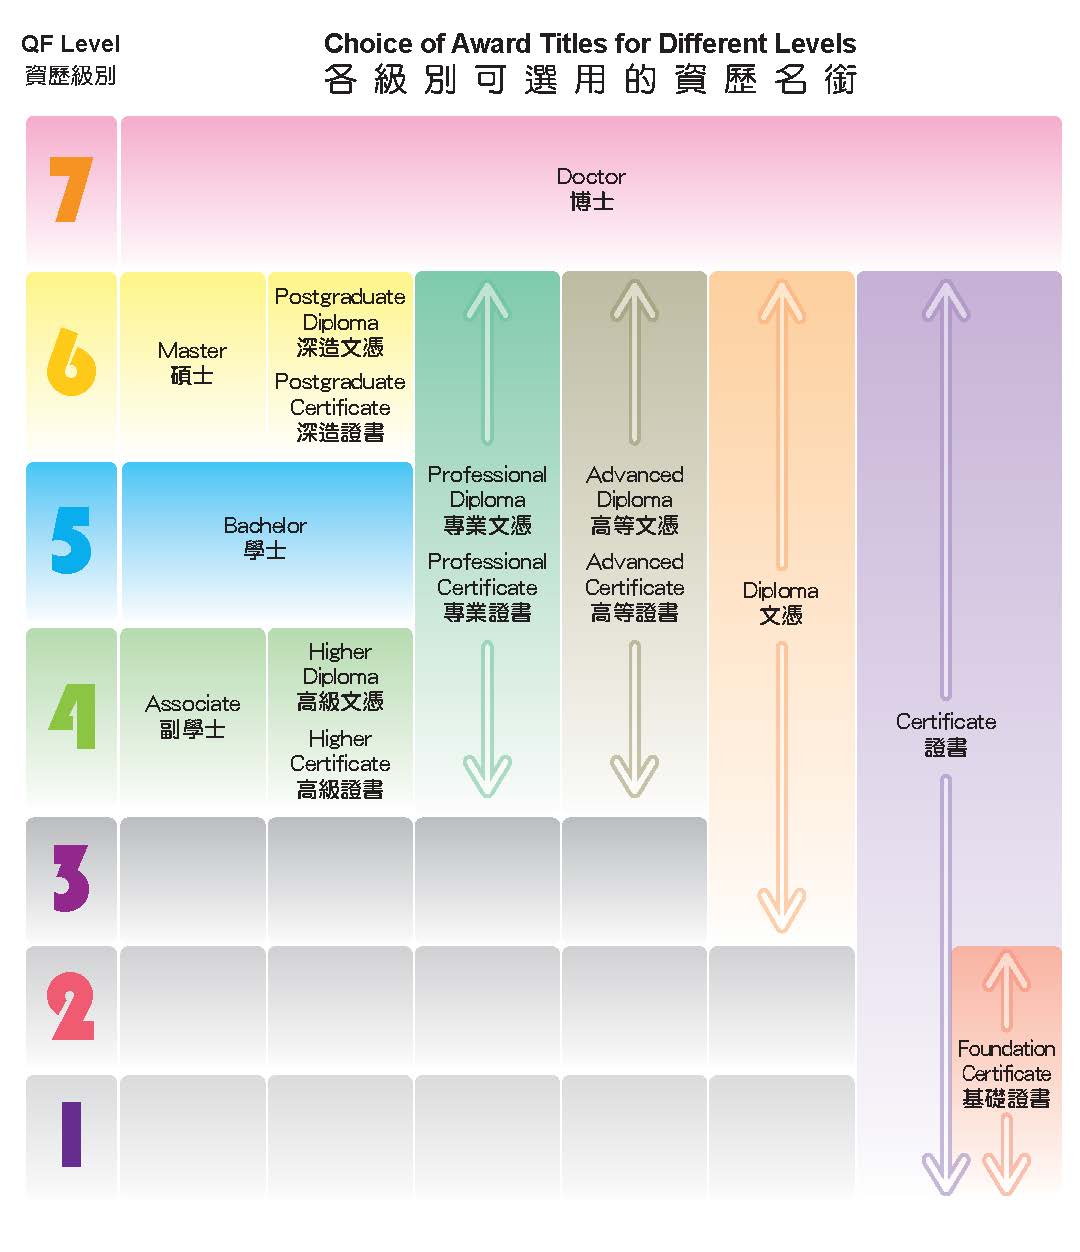 QF Level
資歷級別
Choice of Award Titles for Different Levels
各級別可選用的資歷名銜
7
Doctor
博士
6
Master
碩士
Postgraduate
Diploma
深造文憑
Postgraduate
Certificate
深造證書
5
Bachelor
學士
Professional
Diploma
專業文憑
Professional
Certificate
專業證書
Advanced
Diploma
高等文憑
Advanced
Certificate
高等證書
Diploma
文憑
4
Associate
副學士
Higher
Diploma
高級文憑
Higher
Certificate
高級證書
Certificate
證書
3
2
Foundation
Certificate
基礎證書
1